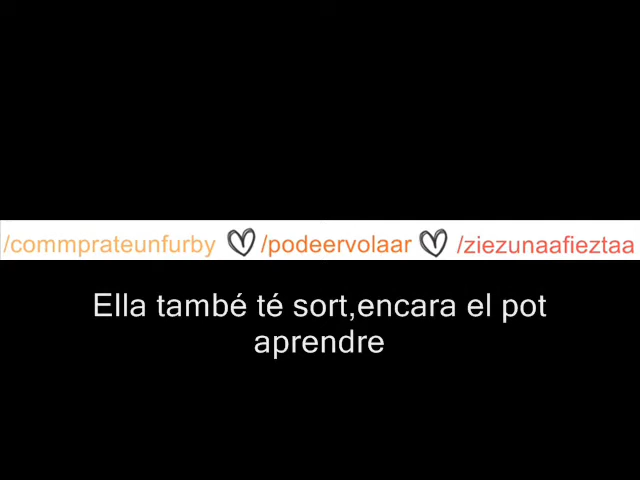 /commprateunfurby /podeervolaar /ziezunaafieztaa
Ella també té sort,encara el pot
aprendre